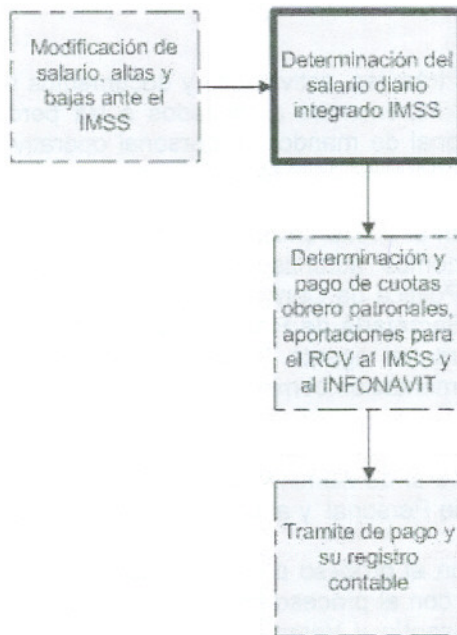 Modificación de
salario, altas y
bajas ante el
IMSS
Determinación del
salario diario
integrado IMSS
Determinación y
pago de cuotas
obrero patronales,
aportaciones para
el RCV al IMSS y
al INFONAVIT
Tramite de pago y
su registro
contable